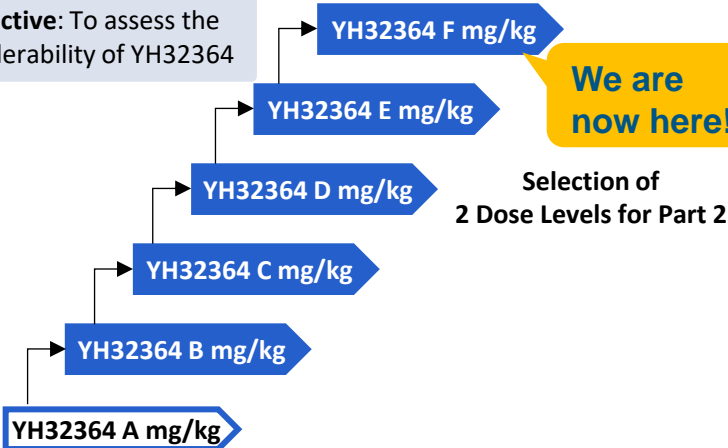 ctive: To assess the
lerability of YH32364
YH32364 F mg/kg
We are
now here!
YH32364 E mg/kg
Selection of
2 Dose Levels for Part 2
YH32364 D mg/kg
YH32364 C mg/kg
YH32364 B mg/kg
YH32364 A mg/kg